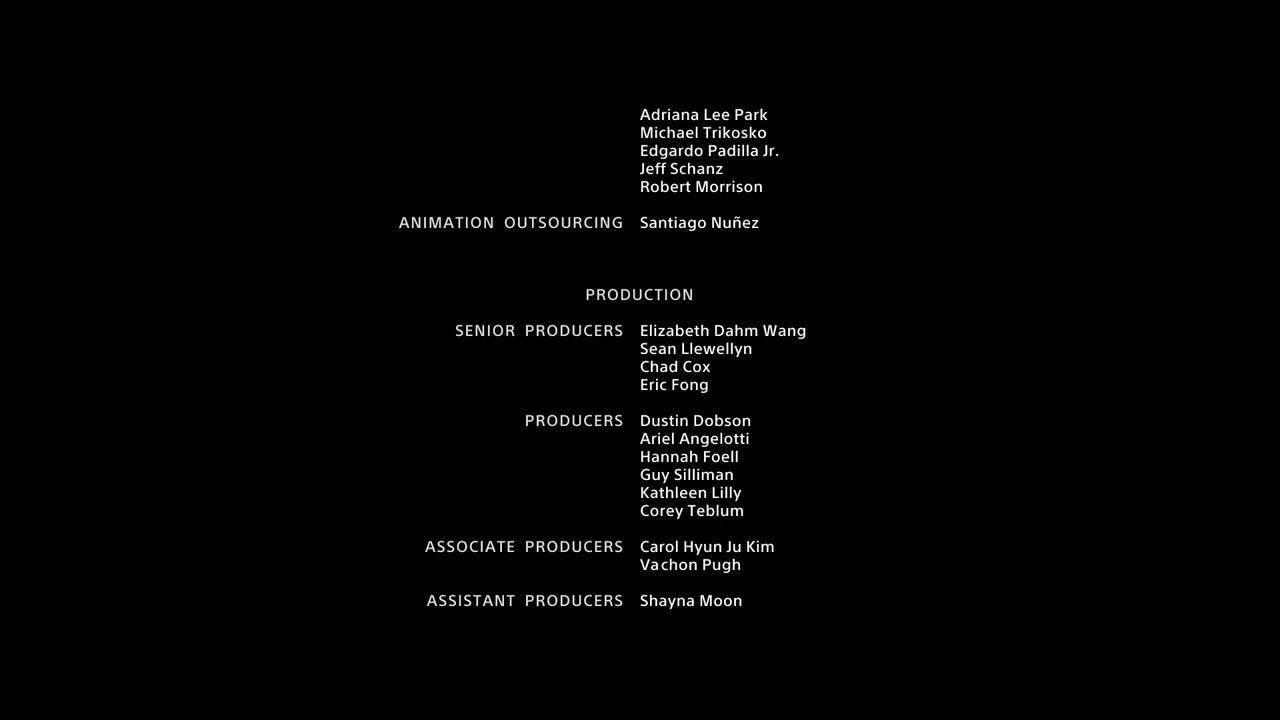 Adriana Lee Park
Michael Trikosko
Edgardo Padilla Jr.
Jeff Schanz
Robert Morrison
ANIMATION OUTSOURCING Santiago Nuñez
PRODUCTION
SENIOR PRODUCERS Elizabeth Dahm Wang
Sean Llewellyn
Chad Cox
Eric Fong
PRODUCERS Dustin Dobson
Ariel Angelotti
Hannah Foell
Guy Silliman
Kathleen Lilly
Corey Teblum
ASSOCIATE PRODUCERS Carol Hyun Ju Kim
Vachon Pugh
ASSISTANT PRODUCERS Shayna Moon